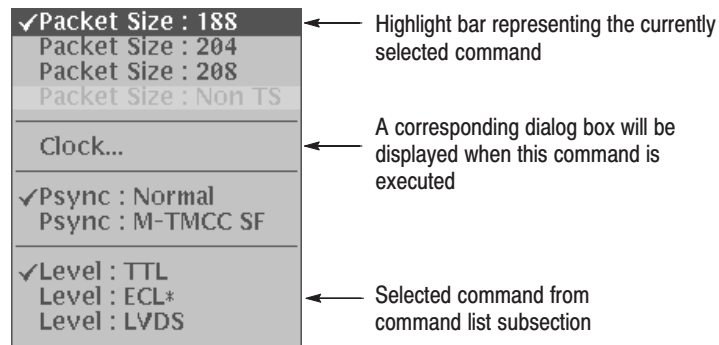 ✓Packet Size : 188
Packet Size : 204
Packet Size : 208
Packet Size : Non TS
Clock...
✓Psync : Normal
Psync : M-TMCC SF
✓Level : TTL
Level : ECL*
Level : LVDS
Highlight bar representing the currently
selected command
A corresponding dialog box will be
displayed when this command is
executed
Selected command from
command list subsection